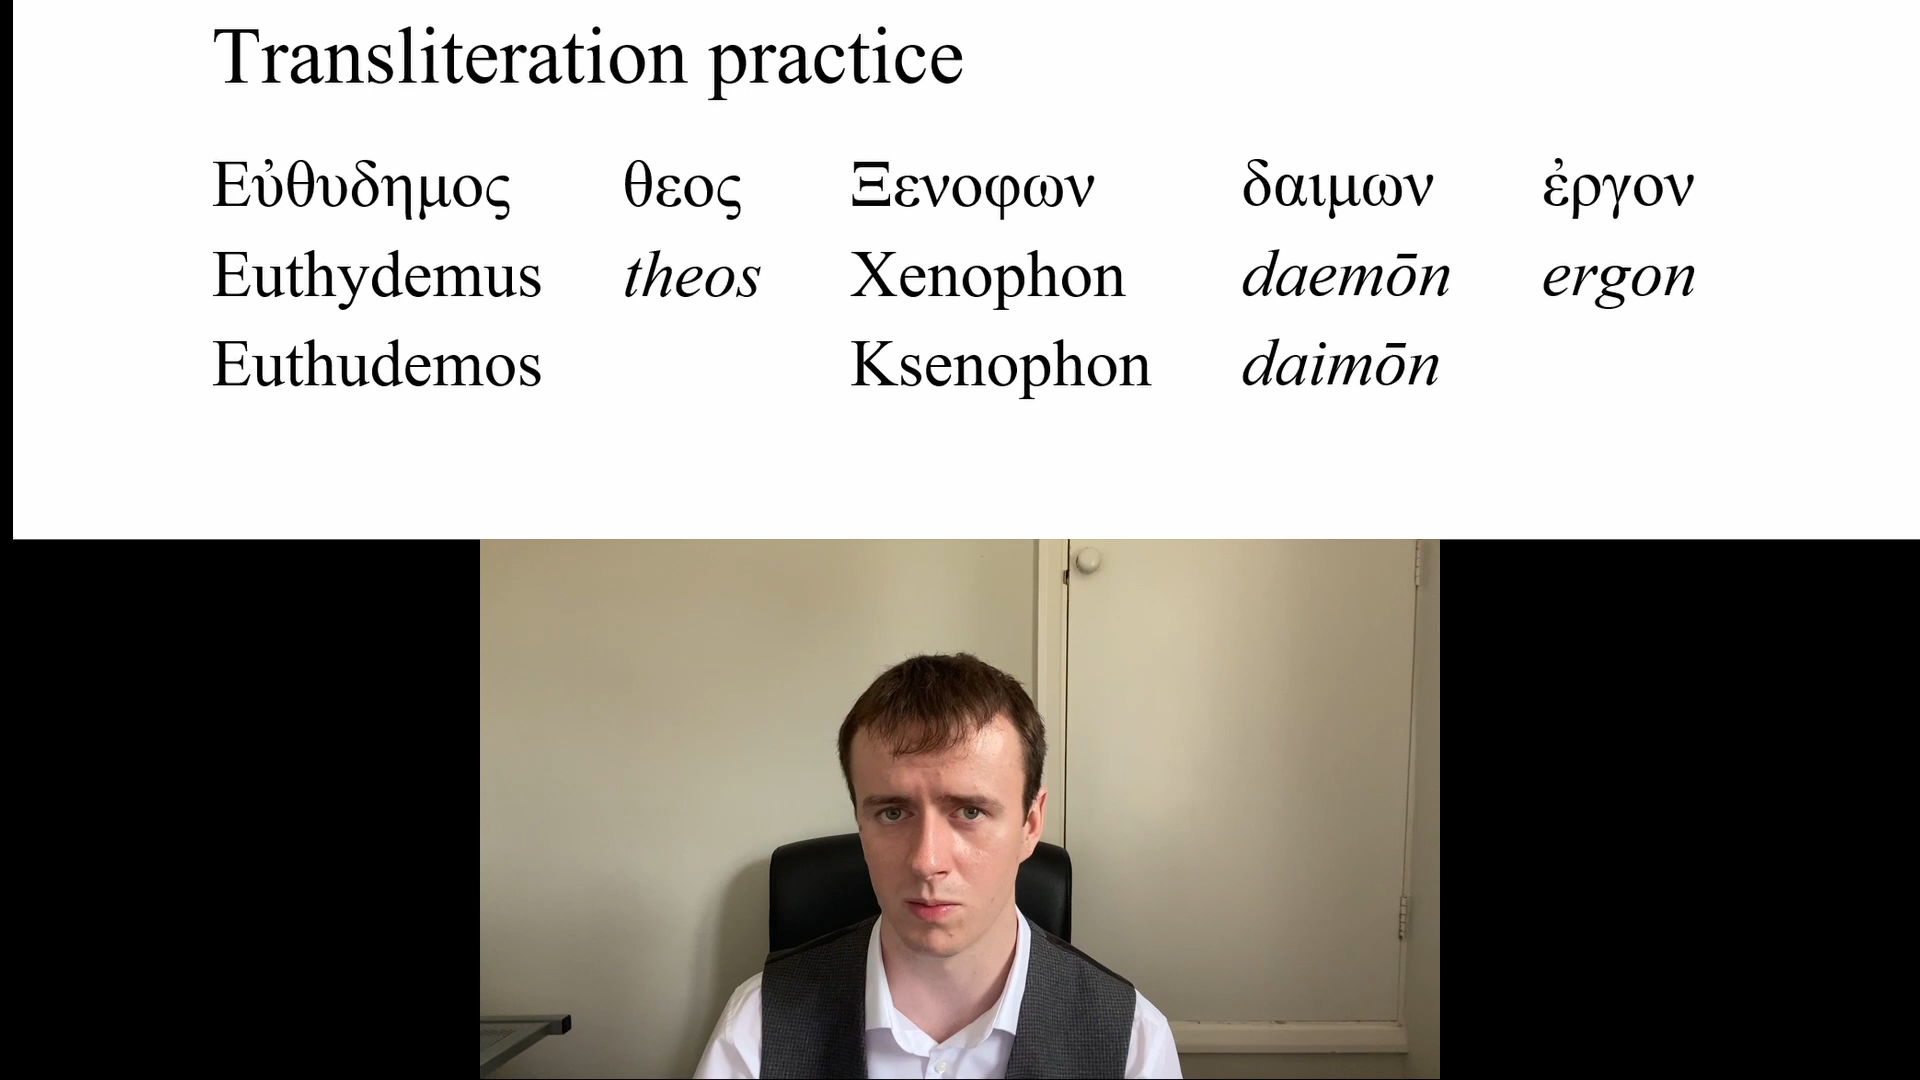 Transliteration practice
Εὐθυδημος θεος Ξενοφων δαιμων ἐργον
Euthydemus theos Xenophon daemōn ergon
Euthudemos Ksenophon daimōn